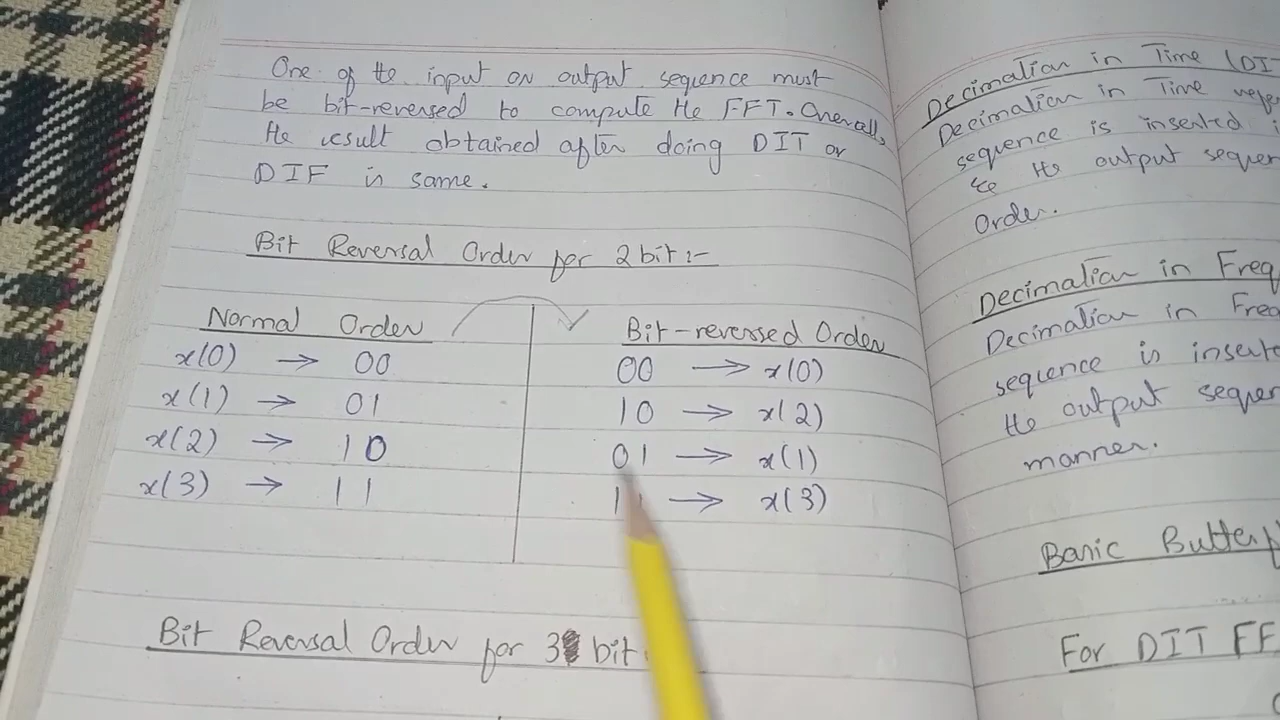 One of the input or output sequence must
be bit-reversed to compute the FFT. Overall,
the result obtained after doing DIT or
DIF is same.
Bit Reversal Order for 2 bit:-
Normal Order
x(0) → 00
x(1) → 01
x(2) → 10
x(3) → 11
Bit-reversed Order
00 → x(0)
10 → x(2)
01 → x(1)
11 → x(3)
Bit Reversal Order for 3 bit:
Decimation in Time (DI
Decimation in Time
sequence is inserted
the output sequen
Order.
Decimation in Freq
Decimation in Fre
sequence is inserte
the output sequen
manner.
Basic Butterf
For DIT FF